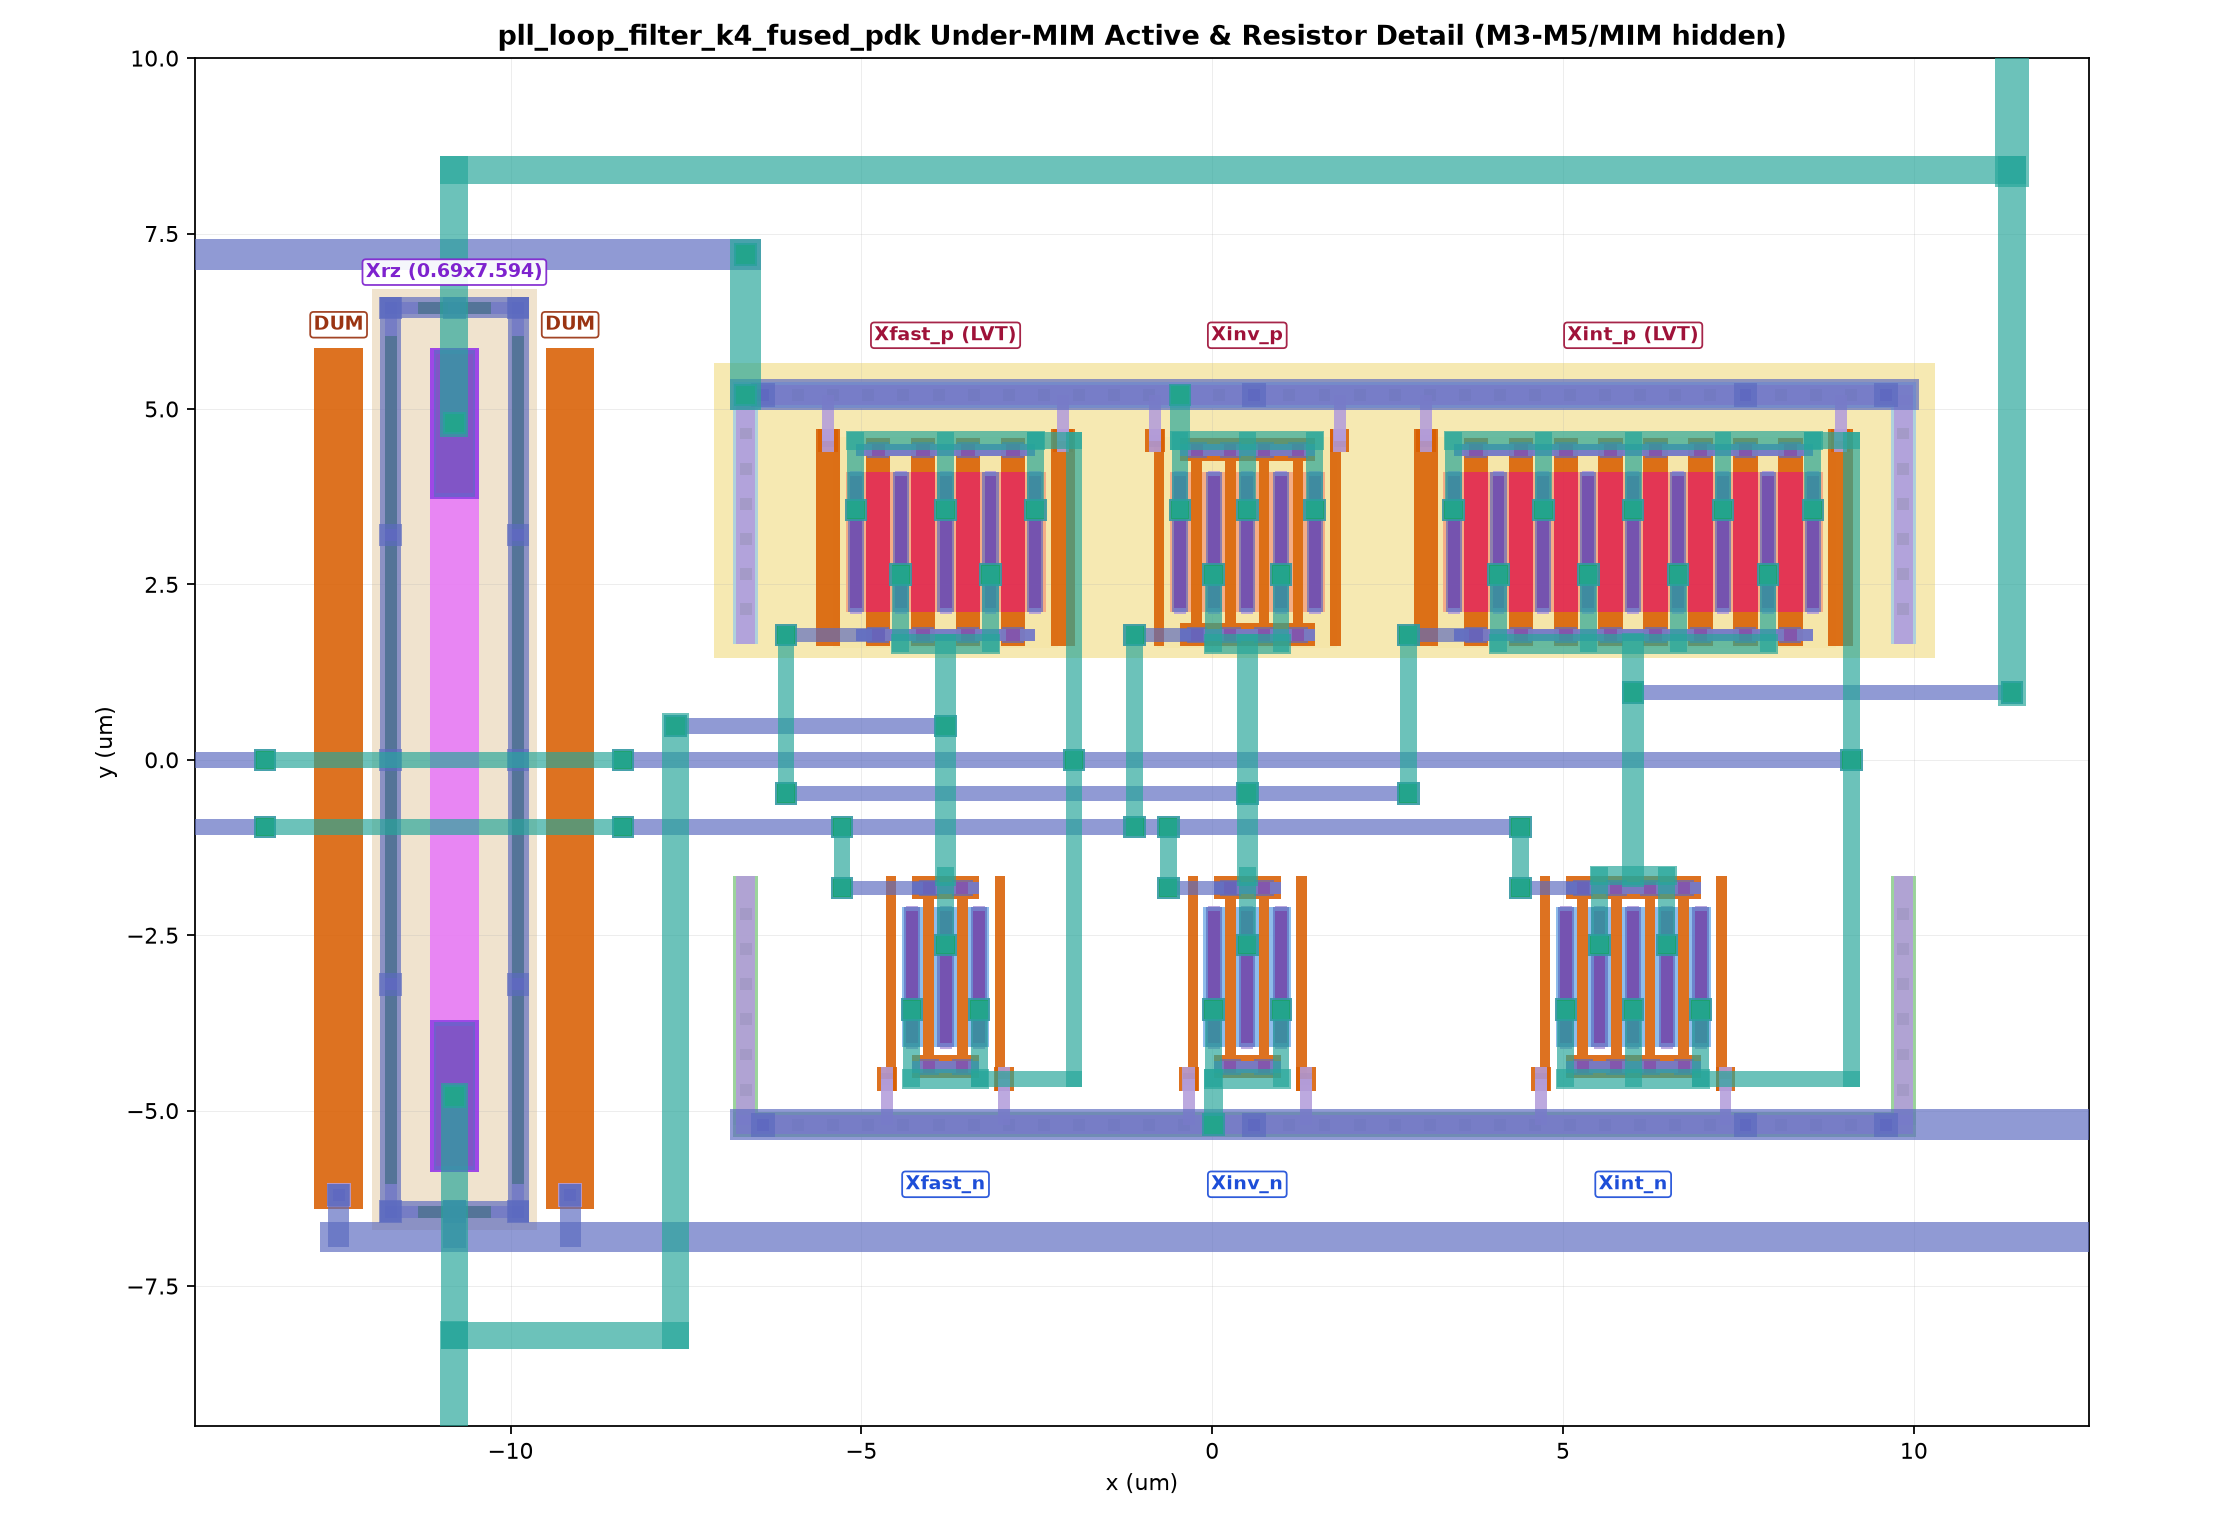 pll_loop_filter_k4_fused_pdk Under-MIM Active & Resistor Detail (M3-M5/MIM hidden)
10.0
7.5
5.0
2.5
0.0
−2.5
−5.0
−7.5
y (um)
Xrz (0.69x7.594)
DUM
DUM
Xfast_p (LVT)
Xinv_p
Xint_p (LVT)
Xfast_n
Xinv_n
Xint_n
−10
−5
0
5
10
x (um)